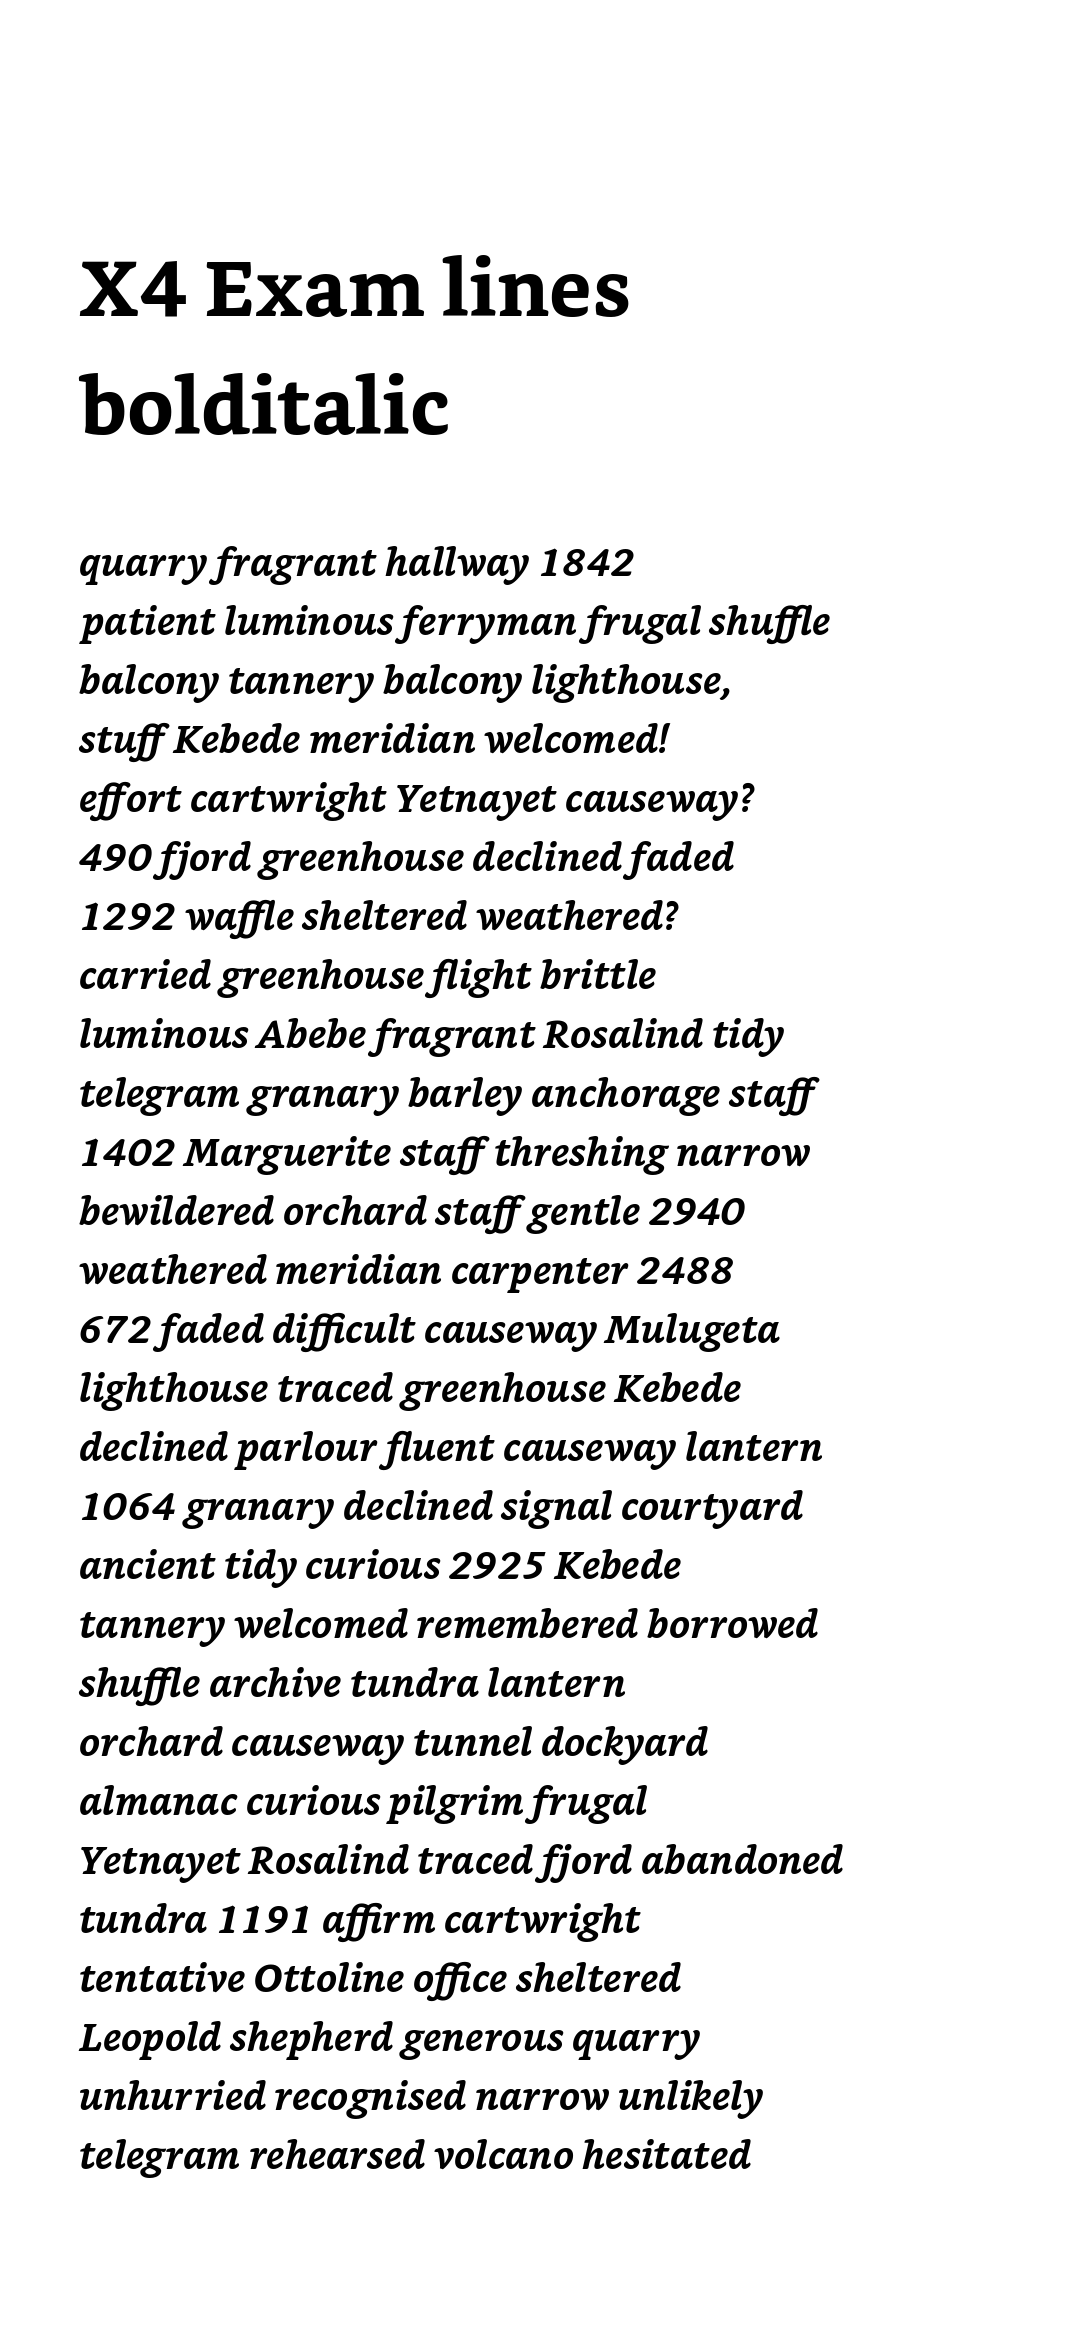 X4 Exam lines
bolditalic
quarry fragrant hallway 1842
patient luminous ferryman frugal shuffle
balcony tannery balcony lighthouse,
stuff Kebede meridian welcomed!
effort cartwright Yetnayet causeway?
490 fjord greenhouse declined faded
1292 waffle sheltered weathered?
carried greenhouse flight brittle
luminous Abebe fragrant Rosalind tidy
telegram granary barley anchorage staff
1402 Marguerite staff threshing narrow
bewildered orchard staff gentle 2940
weathered meridian carpenter 2488
672 faded difficult causeway Mulugeta
lighthouse traced greenhouse Kebede
declined parlour fluent causeway lantern
1064 granary declined signal courtyard
ancient tidy curious 2925 Kebede
tannery welcomed remembered borrowed
shuffle archive tundra lantern
orchard causeway tunnel dockyard
almanac curious pilgrim frugal
Yetnayet Rosalind traced fjord abandoned
tundra 1191 affirm cartwright
tentative Ottoline office sheltered
Leopold shepherd generous quarry
unhurried recognised narrow unlikely
telegram rehearsed volcano hesitated